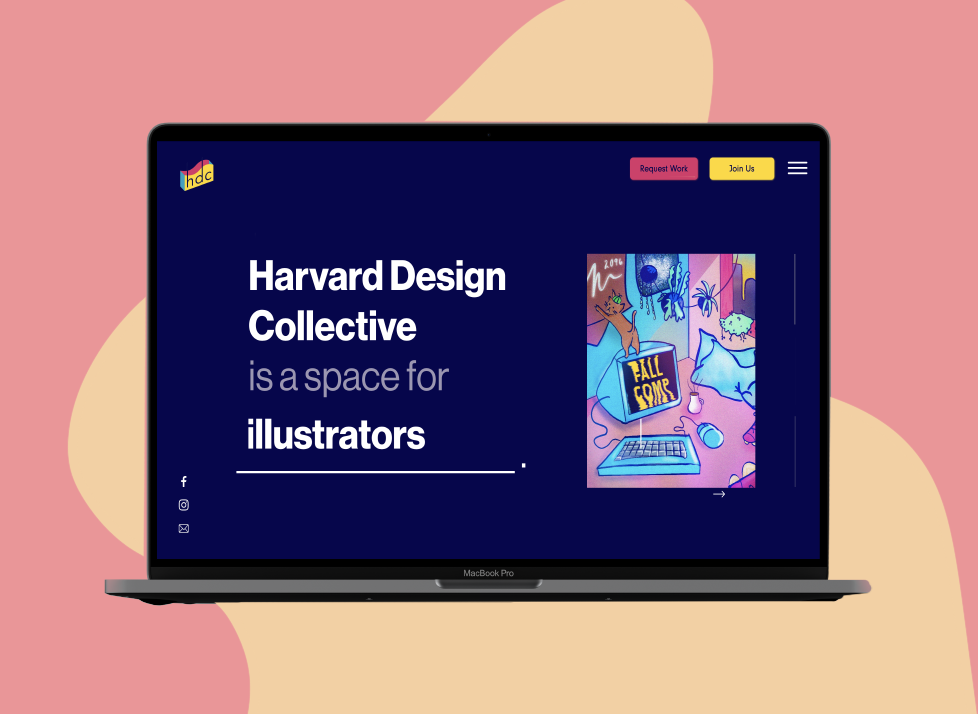 hdc
Request Work
Join Us
Harvard Design
Collective
is a space for
illustrators
.
2096
FALL
COMP
MacBook Pro